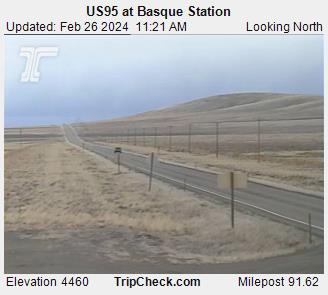 US95 at Basque Station
Updated: Feb 26 2024 11:21 AM Looking North
Elevation 4460 TripCheck.com Milepost 91.62